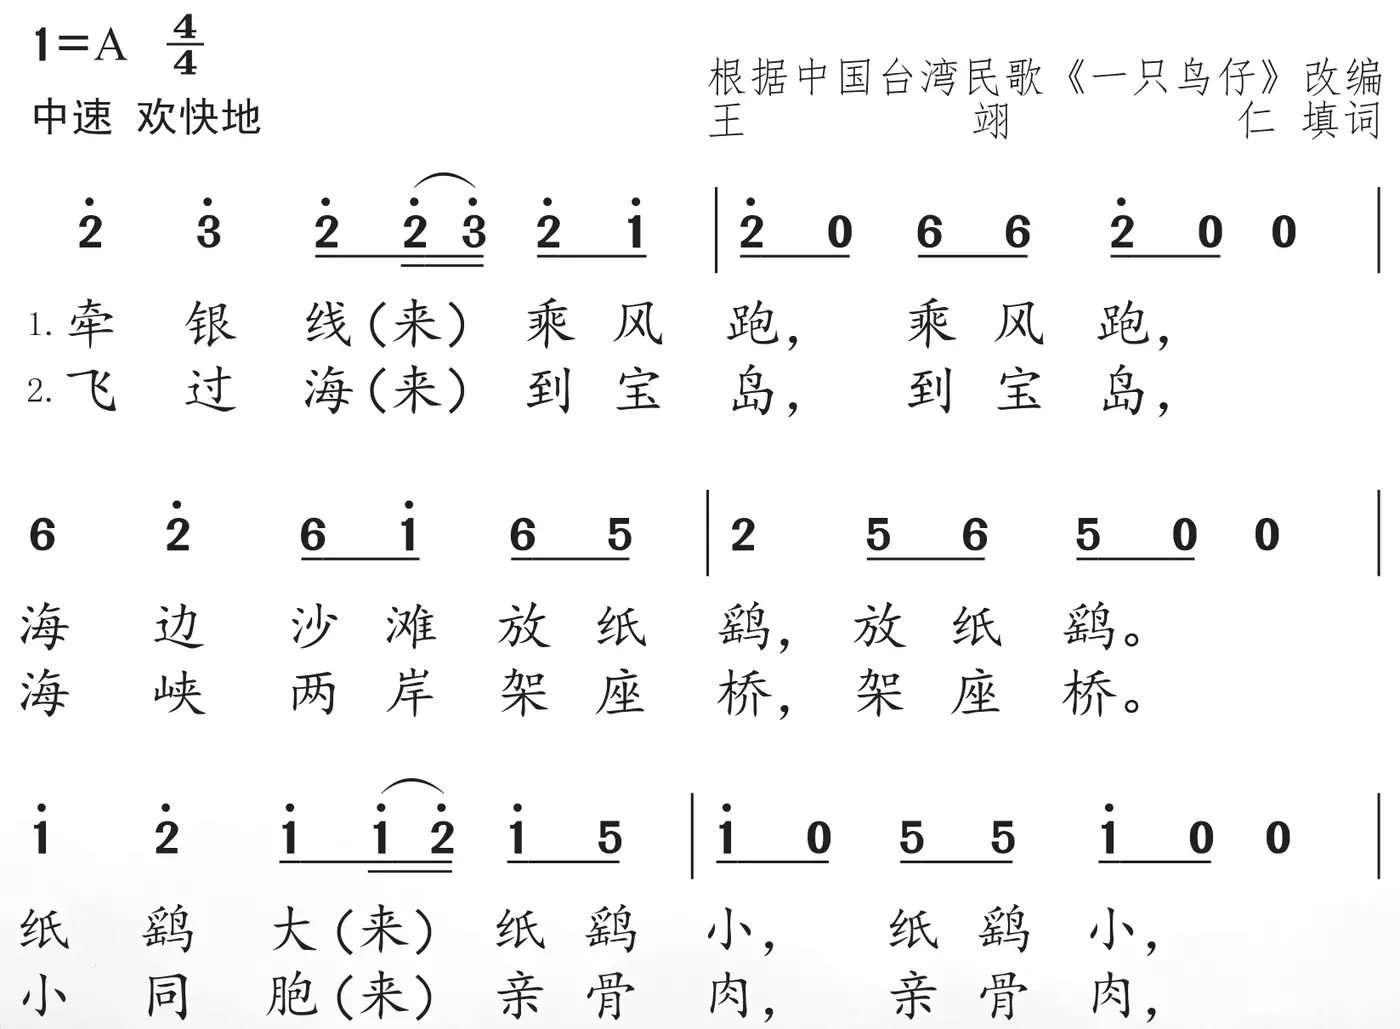 1=A 4/4
根据中国台湾民歌《一只鸟仔》改编
中速 欢快地
王翊仁 填词
2̇ 3̇ 2̇ 2̇ 3̇ 2̇ 1̇ | 2̇ 0 6 6 2̇ 0 0 |
1. 牵 银 线(来) 乘 风 跑， 乘 风 跑，
2. 飞 过 海(来) 到 宝 岛， 到 宝 岛，
6 2̇ 6 1̇ 6 5 | 2 5 6 5 0 0 |
海 边 沙 滩 放 纸 鹞， 放 纸 鹞。
海 峡 两 岸 架 座 桥， 架 座 桥。
1̇ 2̇ 1̇ 1̇ 2̇ 1̇ 5 | 1̇ 0 5 5 1̇ 0 0 |
纸 鹞 大(来) 纸 鹞 小， 纸 鹞 小，
小 同 胞(来) 亲 骨 肉， 亲 骨 肉，